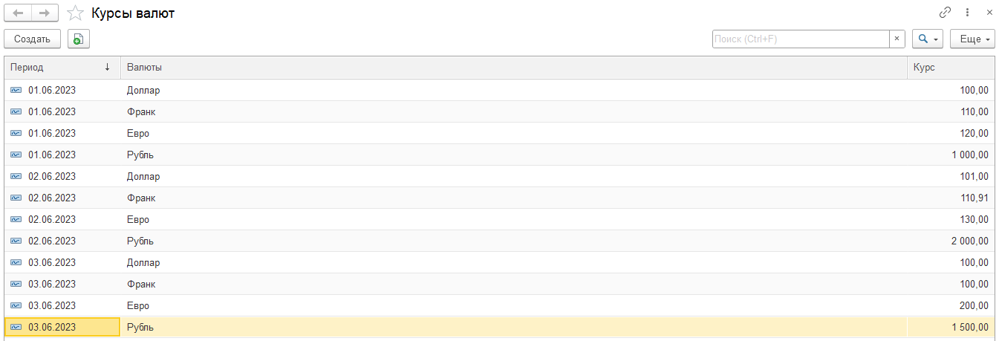 Курсы валют
Создать
Поиск (Ctrl+F)
Еще
Период Валюты Курс
01.06.2023 Доллар 100,00
01.06.2023 Франк 110,00
01.06.2023 Евро 120,00
01.06.2023 Рубль 1 000,00
02.06.2023 Доллар 101,00
02.06.2023 Франк 110,91
02.06.2023 Евро 130,00
02.06.2023 Рубль 2 000,00
03.06.2023 Доллар 100,00
03.06.2023 Франк 100,00
03.06.2023 Евро 200,00
03.06.2023 Рубль 1 500,00